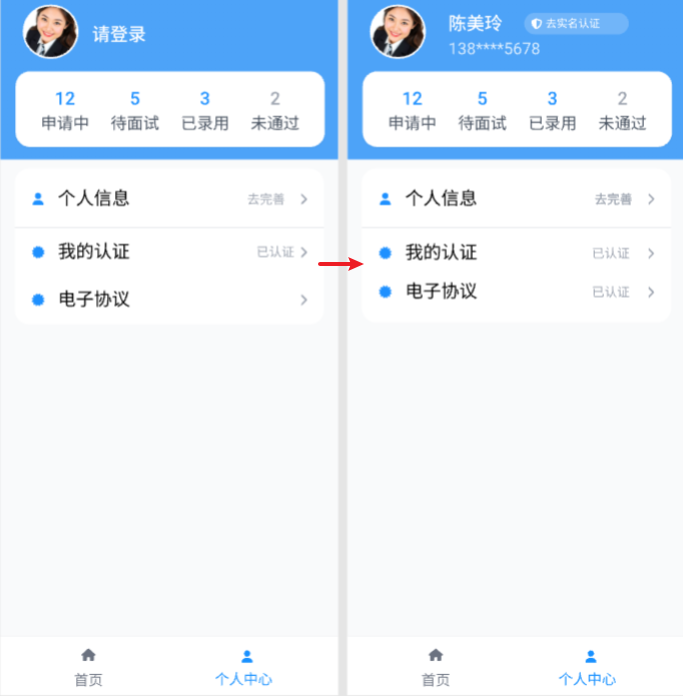 请登录
12 5 3 2
申请中 待面试 已录用 未通过
个人信息 去完善
我的认证 已认证
电子协议
首页 个人中心
陈美玲 去实名认证
138****5678
12 5 3 2
申请中 待面试 已录用 未通过
个人信息 去完善
我的认证 已认证
电子协议 已认证
首页 个人中心